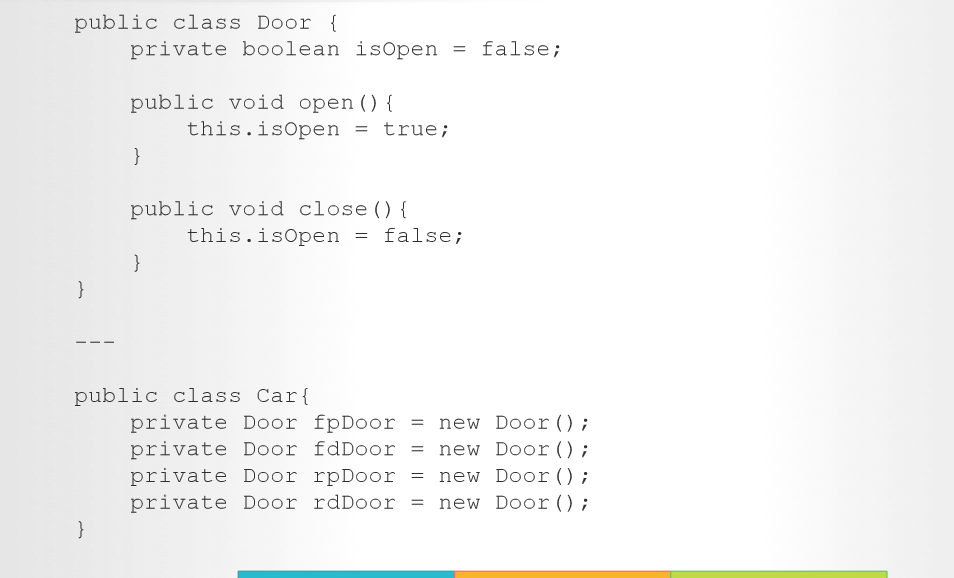 public class Door {
    private boolean isOpen = false;

    public void open(){
        this.isOpen = true;
    }

    public void close(){
        this.isOpen = false;
    }
}

---

public class Car{
    private Door fpDoor = new Door();
    private Door fdDoor = new Door();
    private Door rpDoor = new Door();
    private Door rdDoor = new Door();
}